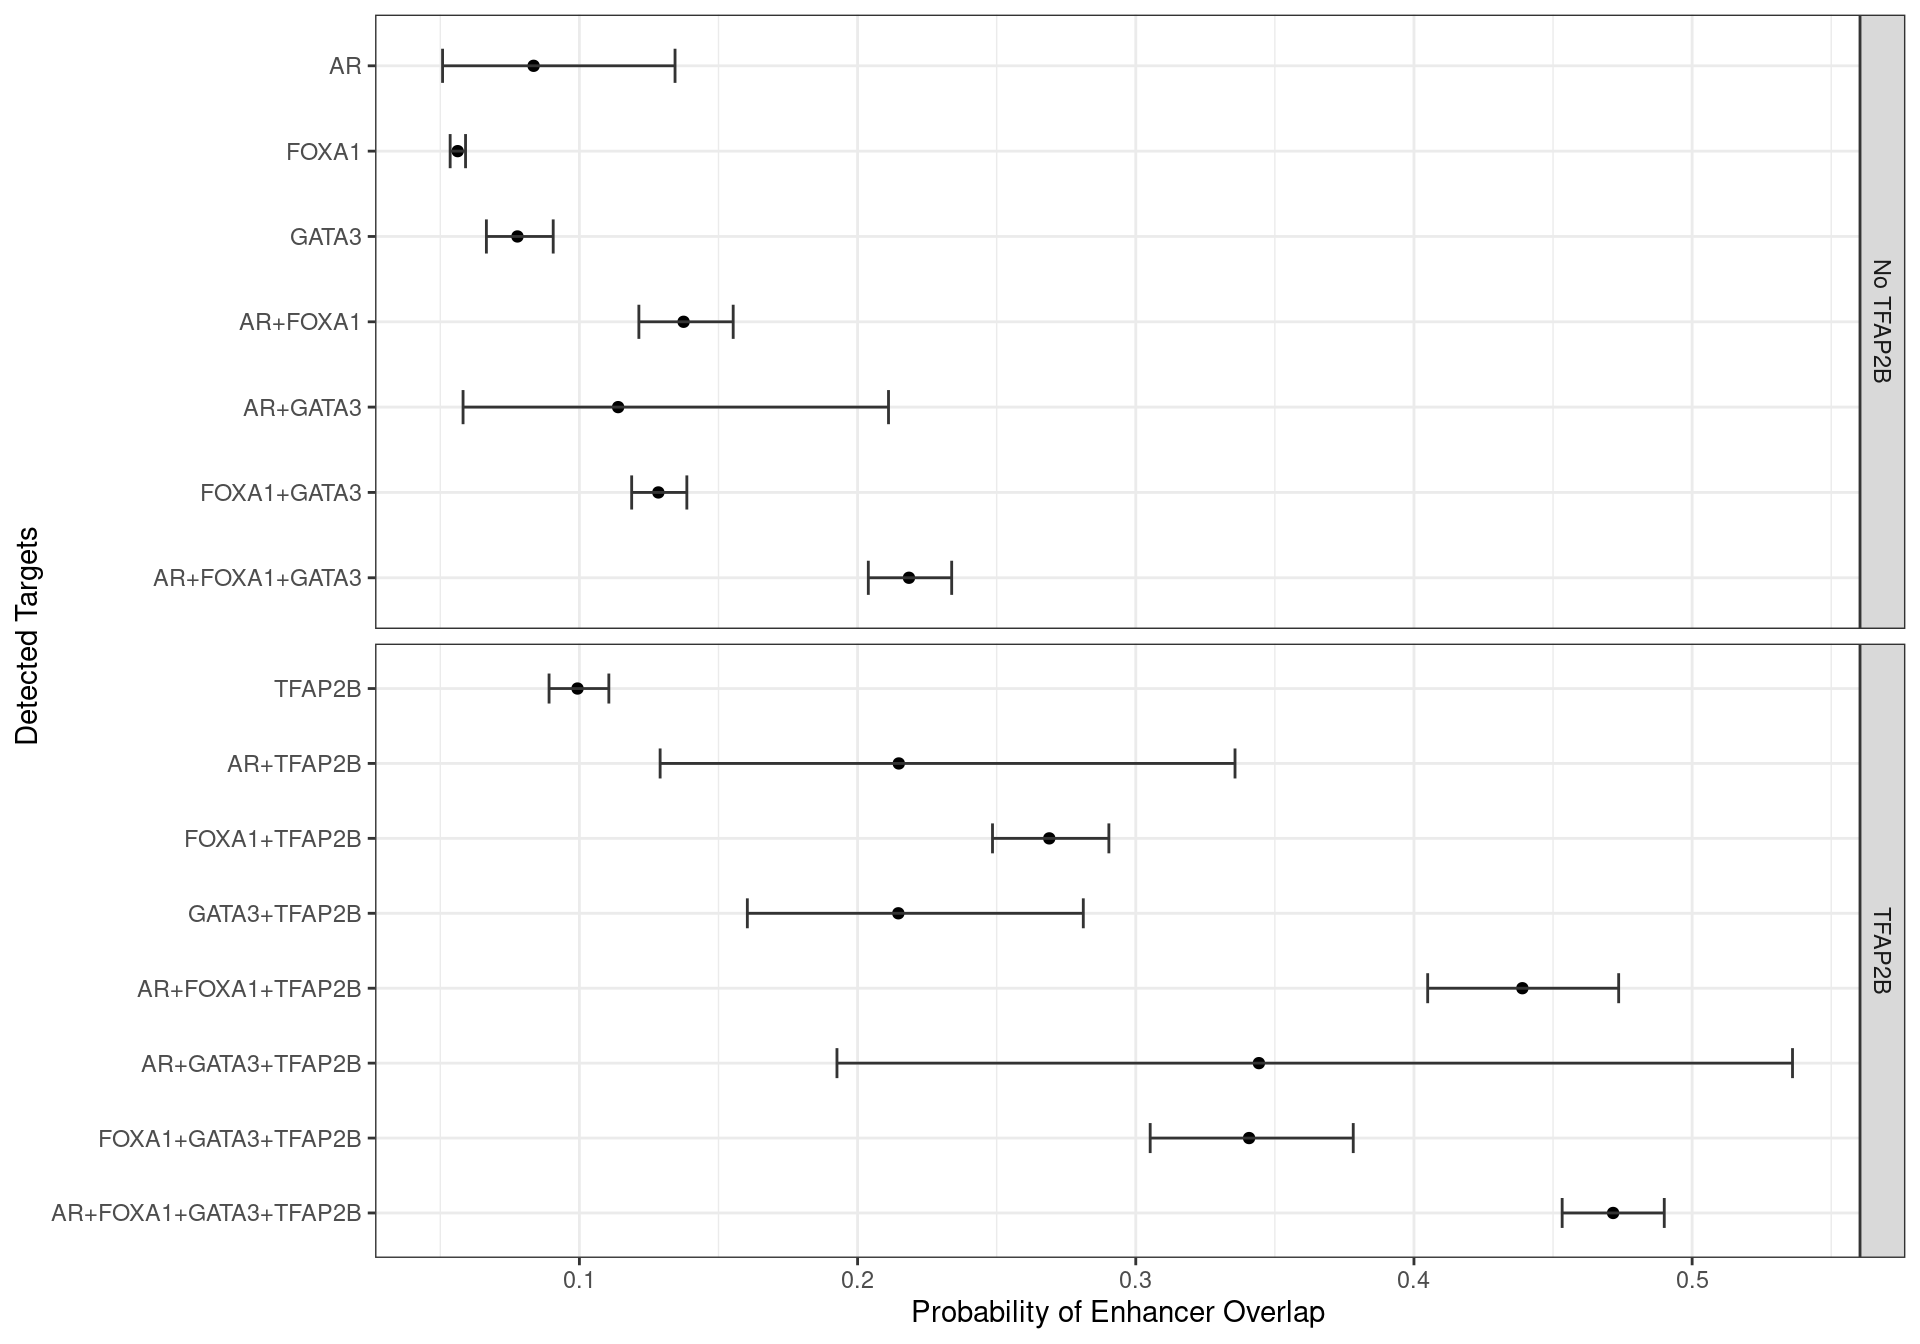 Detected Targets
AR
FOXA1
GATA3
AR+FOXA1
AR+GATA3
FOXA1+GATA3
AR+FOXA1+GATA3
No TFAP2B
TFAP2B
AR+TFAP2B
FOXA1+TFAP2B
GATA3+TFAP2B
AR+FOXA1+TFAP2B
AR+GATA3+TFAP2B
FOXA1+GATA3+TFAP2B
AR+FOXA1+GATA3+TFAP2B
TFAP2B
0.1 0.2 0.3 0.4 0.5
Probability of Enhancer Overlap